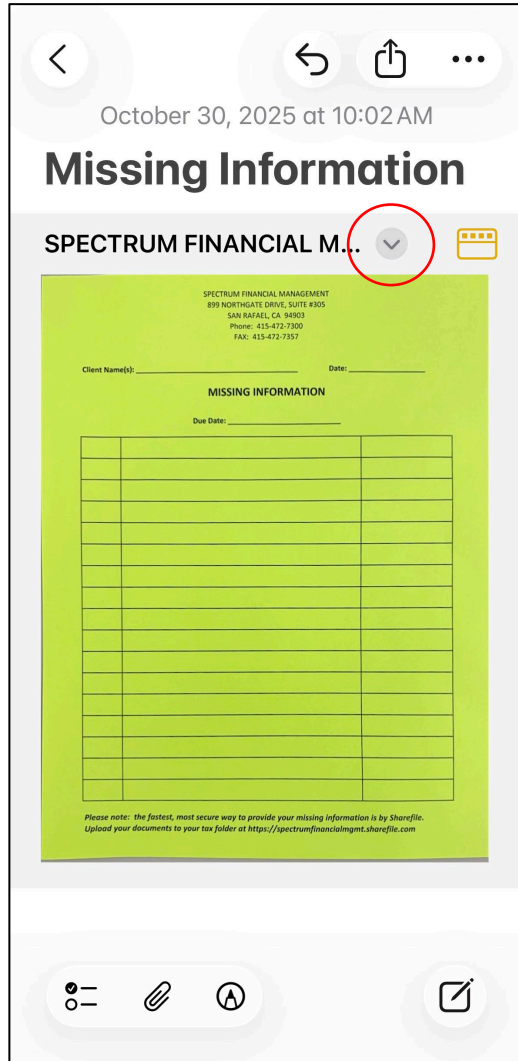 October 30, 2025 at 10:02 AM
Missing Information
SPECTRUM FINANCIAL M...
SPECTRUM FINANCIAL MANAGEMENT
899 NORTHGATE DRIVE, SUITE #305
SAN RAFAEL, CA 94903
Phone: 415-472-7300
FAX: 415-472-7357
Client Name(s): Date:
MISSING INFORMATION
Due Date:
Please note: the fastest, most secure way to provide your missing information is by Sharefile.
Upload your documents to your tax folder at https://spectrumfinancialmgmt.sharefile.com